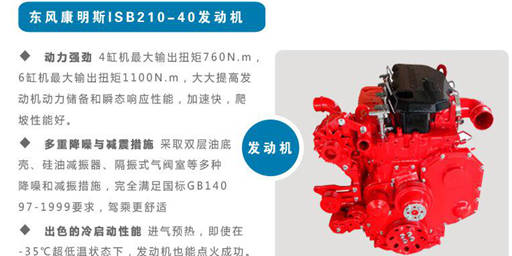 东风康明斯ISB210-40发动机
◆ 动力强劲 4缸机最大输出扭矩760N.m，
6缸机最大输出扭矩1100N.m，大大提高发
动机动力储备和瞬态响应性能，加速快，爬
坡性能好。
◆ 多重降噪与减震措施 采取双层油底
壳、硅油减振器、隔振式气阀室等多种
降噪和减振措施，完全满足国标GB140
97-1999要求，驾乘更舒适
◆ 出色的冷启动性能 进气预热，即使在
-35℃超低温状态下，发动机也能点火成功。
发动机